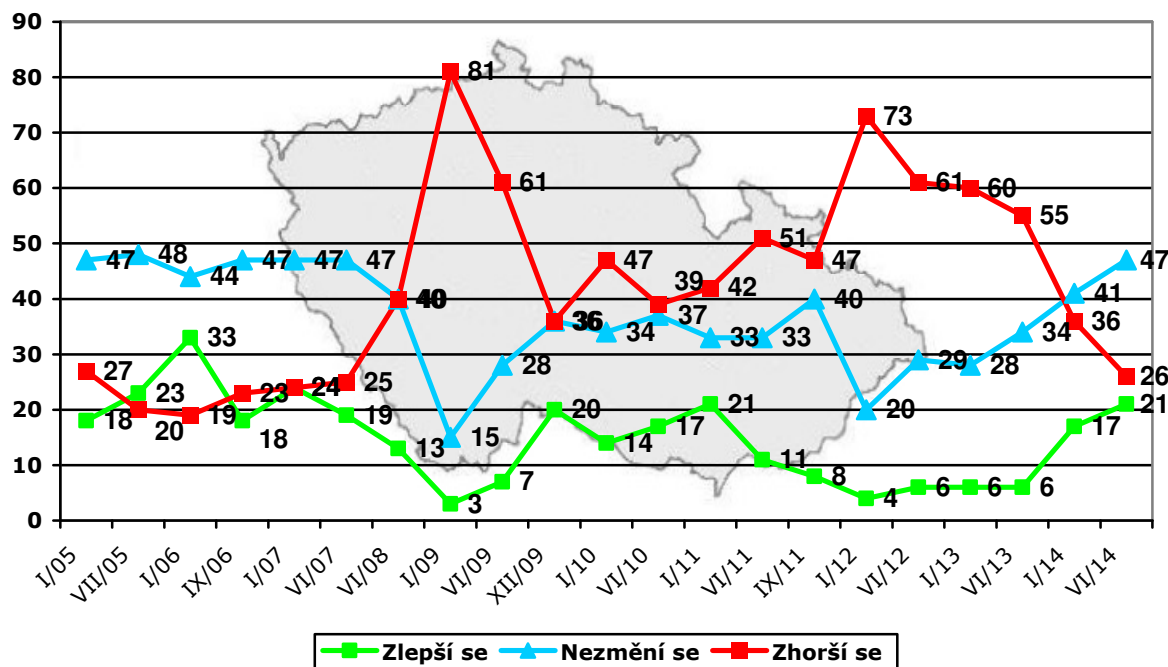 90
80
70
60
50
40
30
20
10
0
47 48 44 47 47 47 40 15 28 36 34 37 33 33 40 20 29 28 34 41 47
27 20 19 23 24 25 40 81 61 36 47 39 42 51 47 73 61 60 55 36 26
18 23 33 18 24 19 13 3 7 20 14 17 21 11 8 4 6 6 6 17 21
I/05 VII/05 I/06 IX/06 I/07 VI/07 VI/08 I/09 VI/09 XII/09 I/10 VI/10 I/11 VI/11 IX/11 I/12 VI/12 I/13 VI/13 I/14 VI/14
Zlepší se Nezmění se Zhorší se